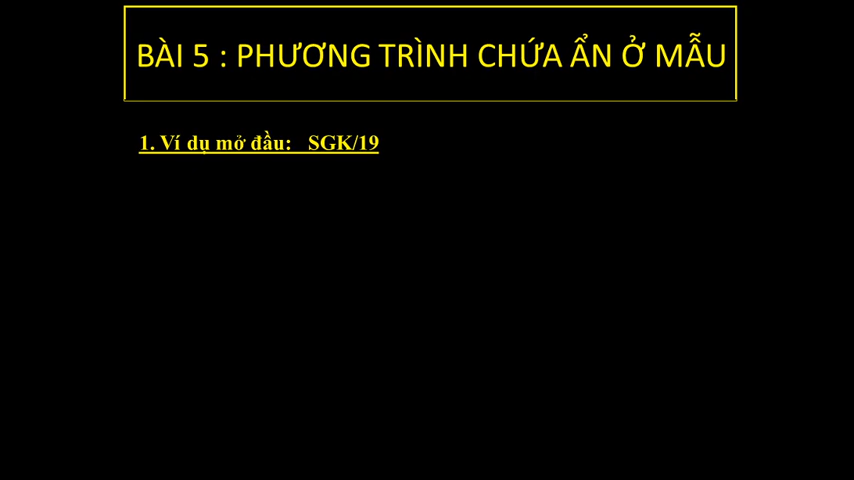 BÀI 5 : PHƯƠNG TRÌNH CHỨA ẨN Ở MẪU
1. Ví dụ mở đầu: SGK/19